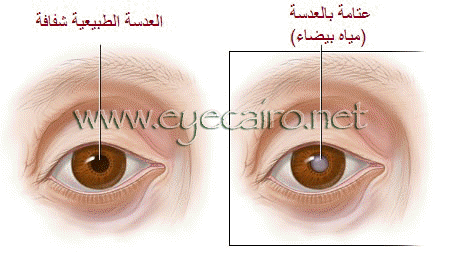 عتامة بالعدسة
(مياه بيضاء)
العدسة الطبيعية شفافة
www.eyecairo.net